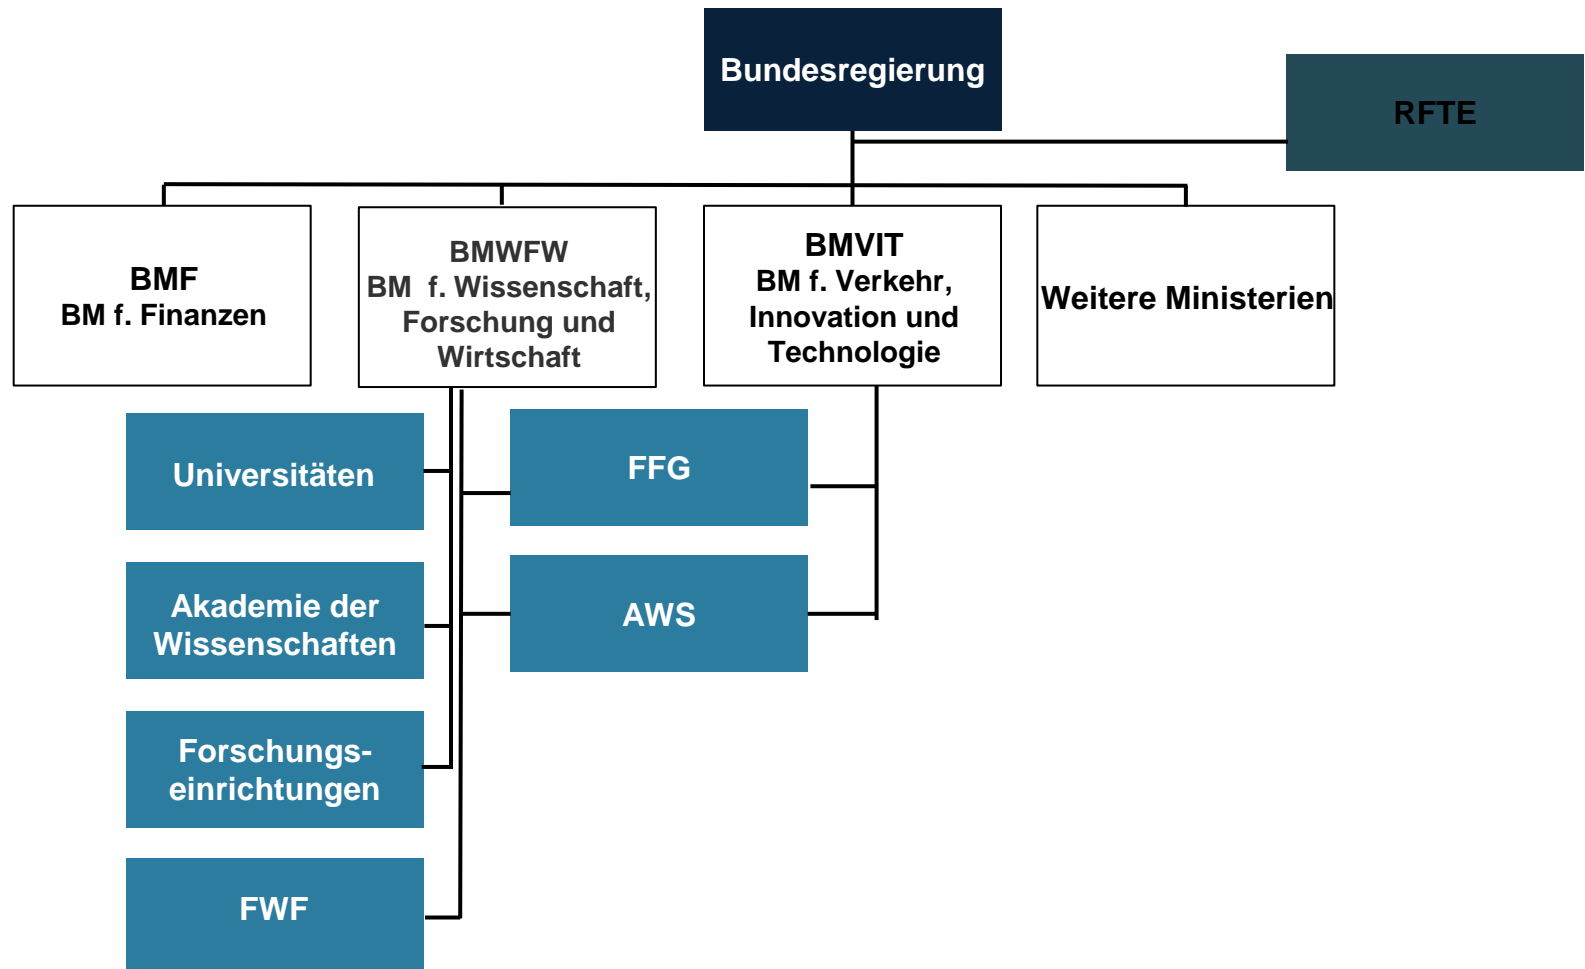 Bundesregierung
RFTE
BMF
BM f. Finanzen
BMWFW
BM f. Wissenschaft,
Forschung und
Wirtschaft
BMVIT
BM f. Verkehr,
Innovation und
Technologie
Weitere Ministerien
Universitäten
FFG
Akademie der
Wissenschaften
AWS
Forschungs-
einrichtungen
FWF